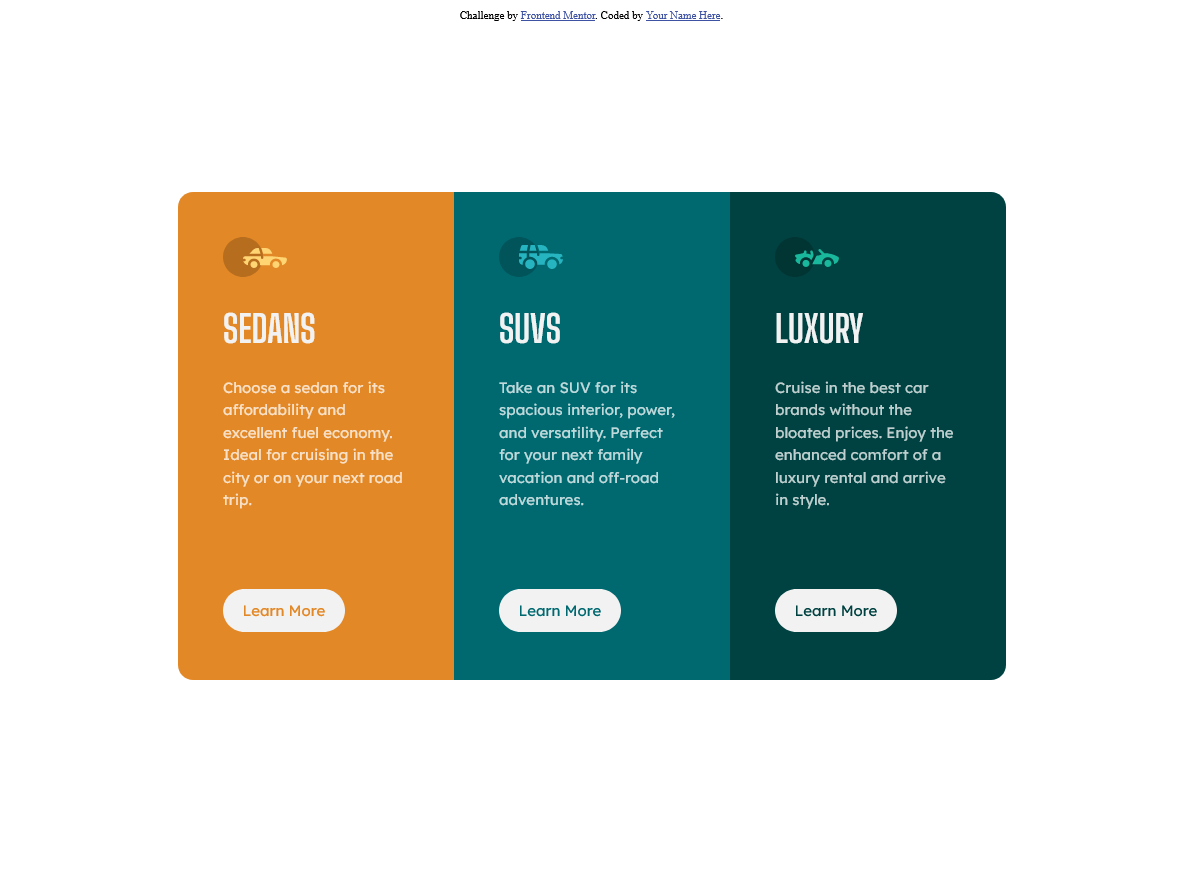 Challenge by Frontend Mentor. Coded by Your Name Here.
SEDANS
Choose a sedan for its
affordability and
excellent fuel economy.
Ideal for cruising in the
city or on your next road
trip.
Learn More
SUVS
Take an SUV for its
spacious interior, power,
and versatility. Perfect
for your next family
vacation and off-road
adventures.
Learn More
LUXURY
Cruise in the best car
brands without the
bloated prices. Enjoy the
enhanced comfort of a
luxury rental and arrive
in style.
Learn More